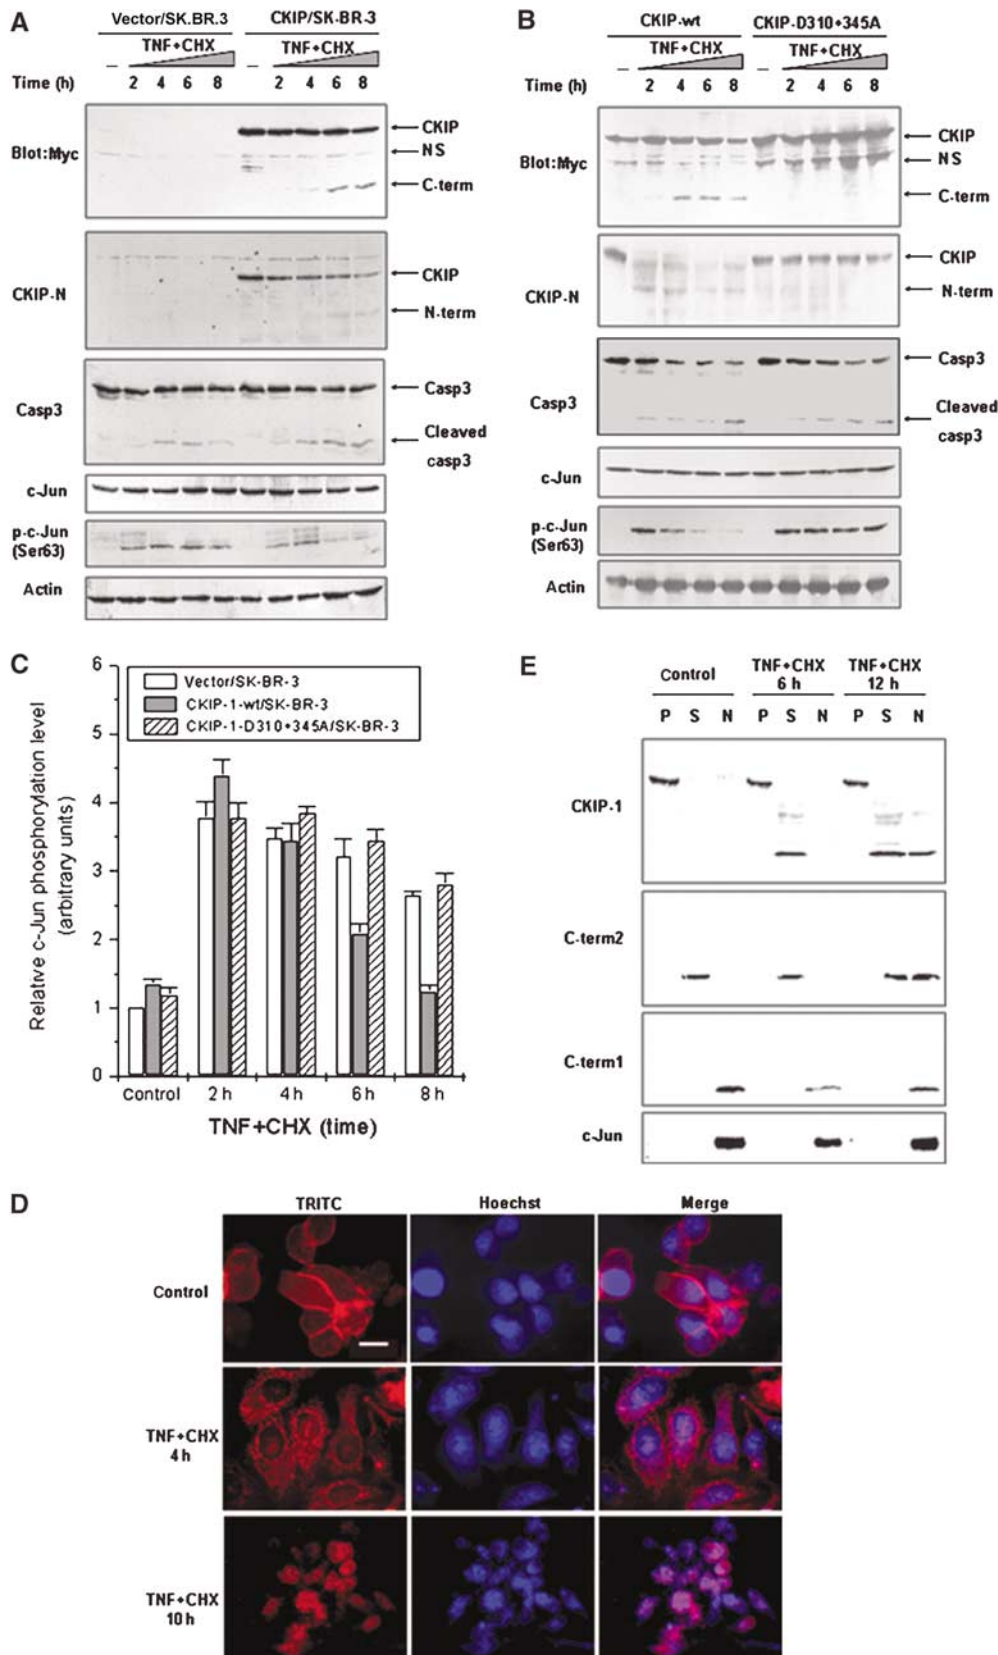 A
Vector/SK.BR.3
CKIP/SK-BR-3
TNF+CHX
TNF+CHX
Time (h)
– 2 4 6 8 – 2 4 6 8
Blot:Myc
CKIP
NS
C-term
CKIP-N
CKIP
N-term
Casp3
Casp3
Cleaved
casp3
c-Jun
p-c-Jun
(Ser63)
Actin
B
CKIP-wt
CKIP-D310+345A
TNF+CHX
TNF+CHX
Time (h)
– 2 4 6 8 – 2 4 6 8
Blot:Myc
CKIP
NS
C-term
CKIP-N
CKIP
N-term
Casp3
Casp3
Cleaved
casp3
c-Jun
p-c-Jun
(Ser63)
Actin
C
Relative c-Jun phosphorylation level
(arbitrary units)
6
5
4
3
2
1
0
Vector/SK-BR-3
CKIP-1-wt/SK-BR-3
CKIP-1-D310+345A/SK-BR-3
Control 2 h 4 h 6 h 8 h
TNF+CHX (time)
E
Control
TNF+CHX
6 h
TNF+CHX
12 h
P S N P S N P S N
CKIP-1
C-term2
C-term1
c-Jun
D
TRITC
Hoechst
Merge
Control
TNF+CHX
4 h
TNF+CHX
10 h